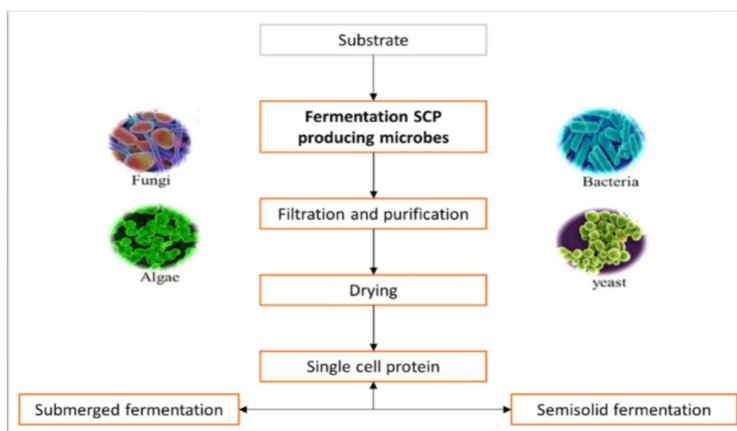 Substrate
Fermentation SCP
producing microbes
Fungi
Bacteria
Filtration and purification
Algae
yeast
Drying
Single cell protein
Submerged fermentation
Semisolid fermentation